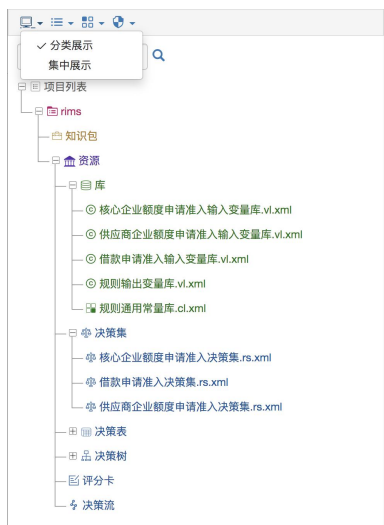 分类展示
集中展示
项目列表
rims
知识包
资源
库
核心企业额度申请准入输入变量库.vl.xml
供应商企业额度申请准入输入变量库.vl.xml
借款申请准入输入变量库.vl.xml
规则输出变量库.vl.xml
规则通用常量库.cl.xml
决策集
核心企业额度申请准入决策集.rs.xml
借款申请准入决策集.rs.xml
供应商企业额度申请准入决策集.rs.xml
决策表
决策树
评分卡
决策流